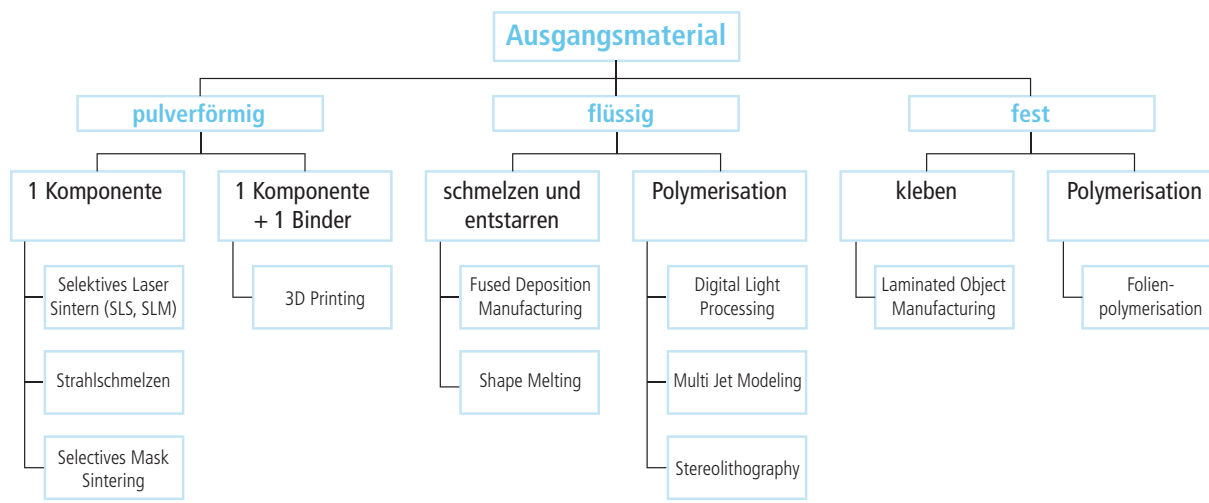 Ausgangsmaterial
pulverförmig
flüssig
fest
1 Komponente
1 Komponente
+ 1 Binder
schmelzen und
entstarren
Polymerisation
kleben
Polymerisation
Selektives Laser
Sintern (SLS, SLM)
3D Printing
Fused Deposition
Manufacturing
Digital Light
Processing
Laminated Object
Manufacturing
Folien-
polymerisation
Strahlschmelzen
Shape Melting
Multi Jet Modeling
Selectives Mask
Sintering
Stereolithography